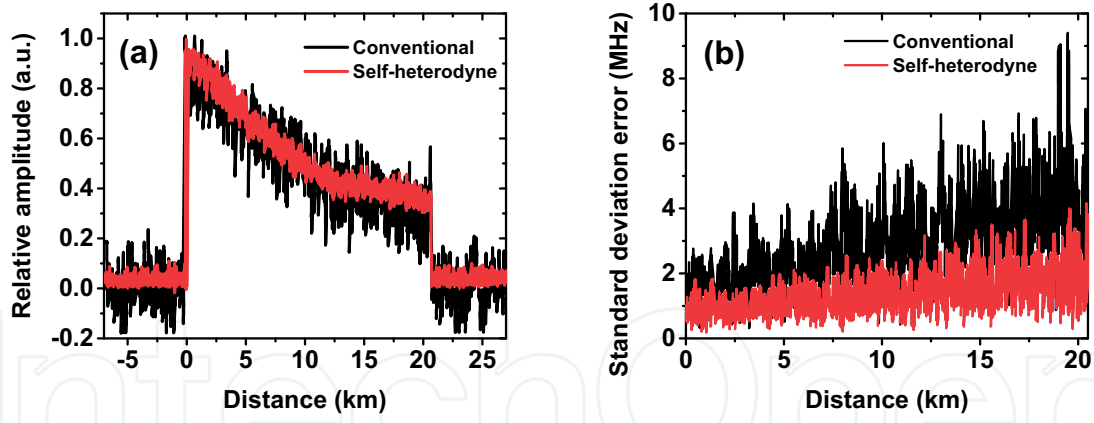 (a)
Conventional
Self-heterodyne
Relative amplitude (a.u.)
1.0
0.8
0.6
0.4
0.2
0.0
-0.2
-5 0 5 10 15 20 25
Distance (km)
(b)
Conventional
Self-heterodyne
Standard deviation error (MHz)
10
8
6
4
2
0
0 5 10 15 20
Distance (km)
IntechOpen